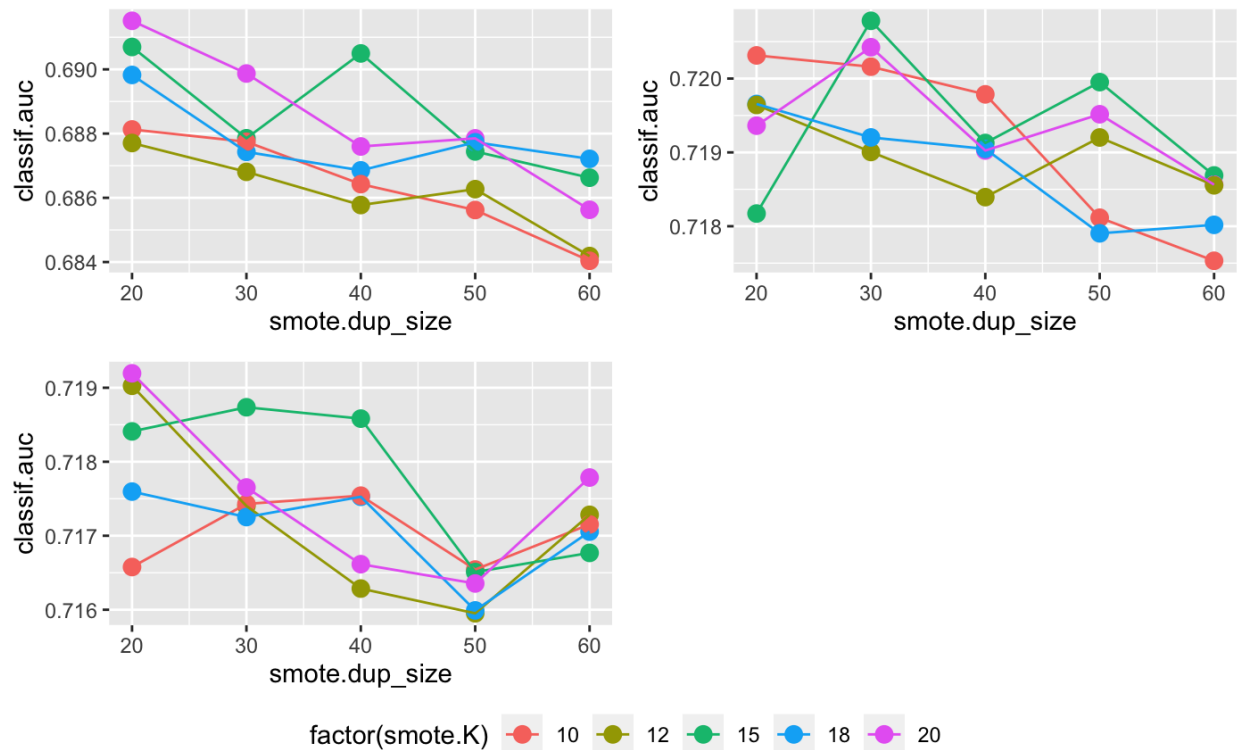 classif.auc
0.690
0.688
0.686
0.684
20 30 40 50 60
smote.dup_size
classif.auc
0.720
0.719
0.718
20 30 40 50 60
smote.dup_size
classif.auc
0.719
0.718
0.717
0.716
20 30 40 50 60
smote.dup_size
factor(smote.K) 10 12 15 18 20